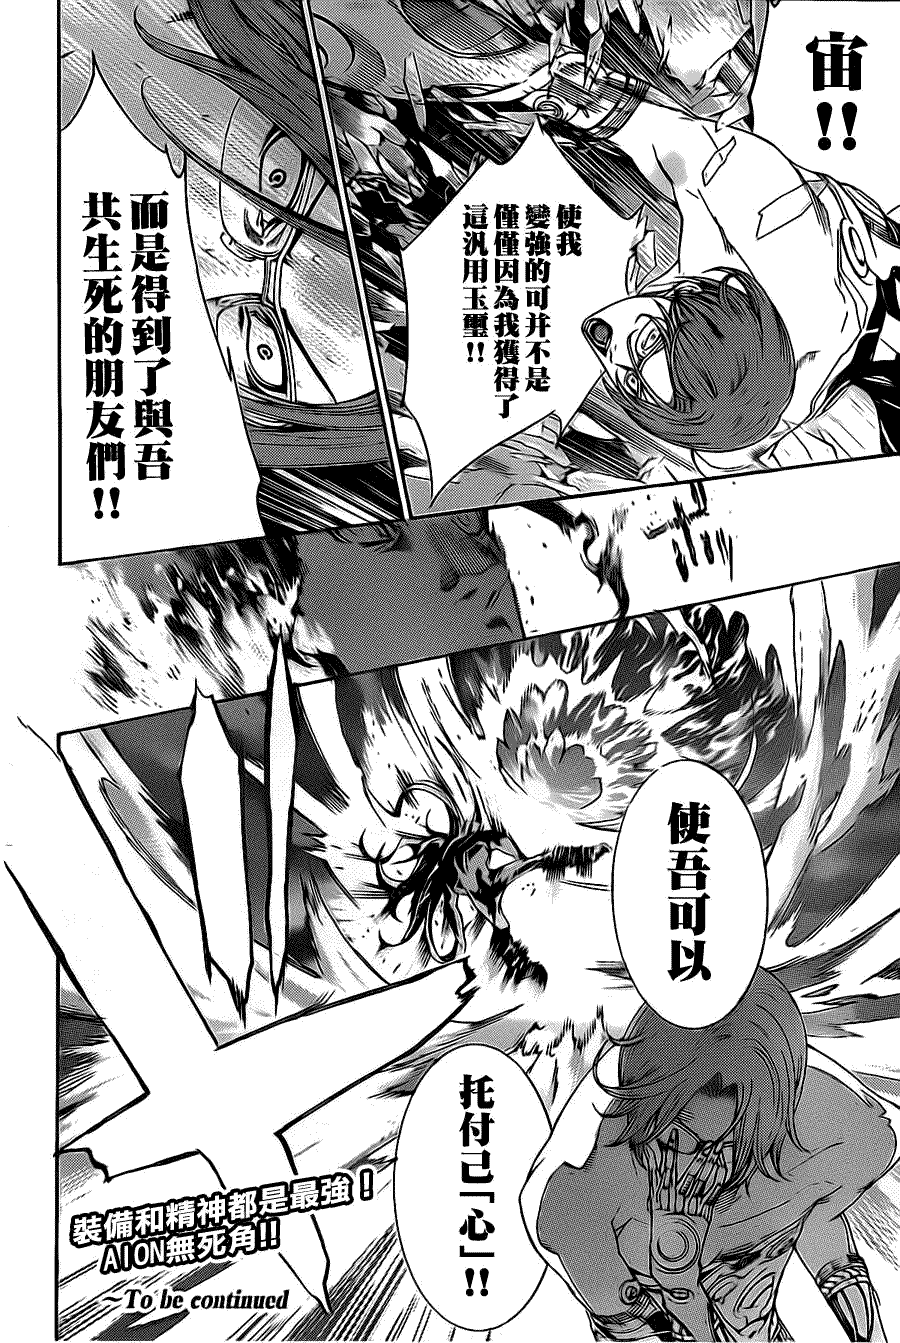 宙!!
使我
變強的可并不是
僅僅因為我獲得了
這汎用玉璽!!
而是得到了與吾
共生死的朋友們!!
使吾可以
托付己「心」!!
裝備和精神都是最強！
AION無死角!!
~To be continued